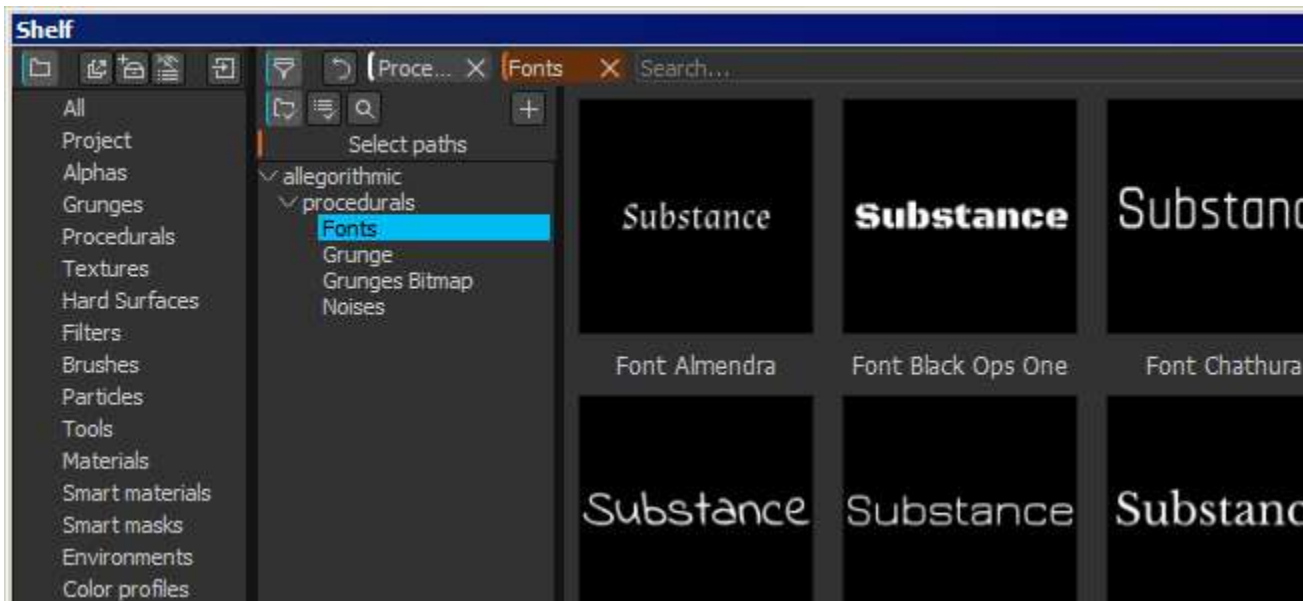 Shelf
Proce...
Fonts
Search...
All
Project
Alphas
Grunges
Procedurals
Textures
Hard Surfaces
Filters
Brushes
Particles
Tools
Materials
Smart materials
Smart masks
Environments
Color profiles
Select paths
allegorithmic
procedurals
Fonts
Grunge
Grunges Bitmap
Noises
Substance
Substance
Substanc
Font Almendra
Font Black Ops One
Font Chathura
Substance
Substance
Substanc